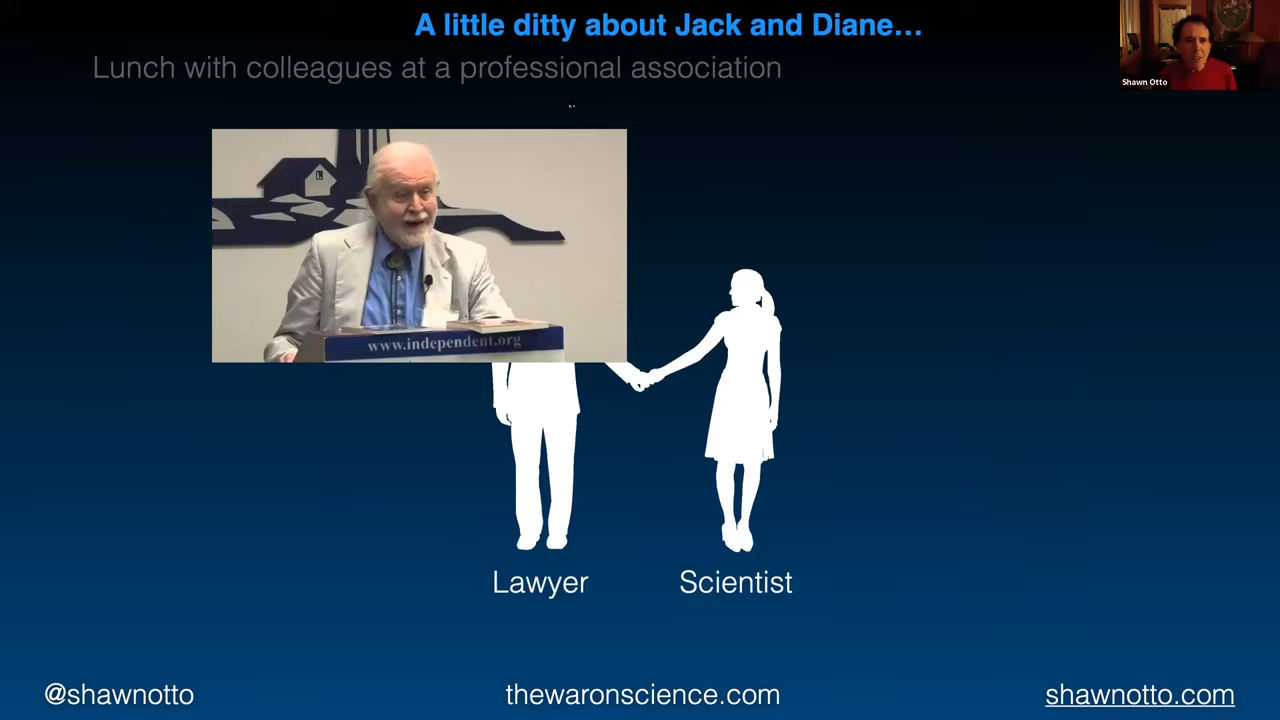 A little ditty about Jack and Diane...
Lunch with colleagues at a professional association
Shawn Otto
www.independent.org
Lawyer
Scientist
@shawnotto
thewaronscience.com
shawnotto.com